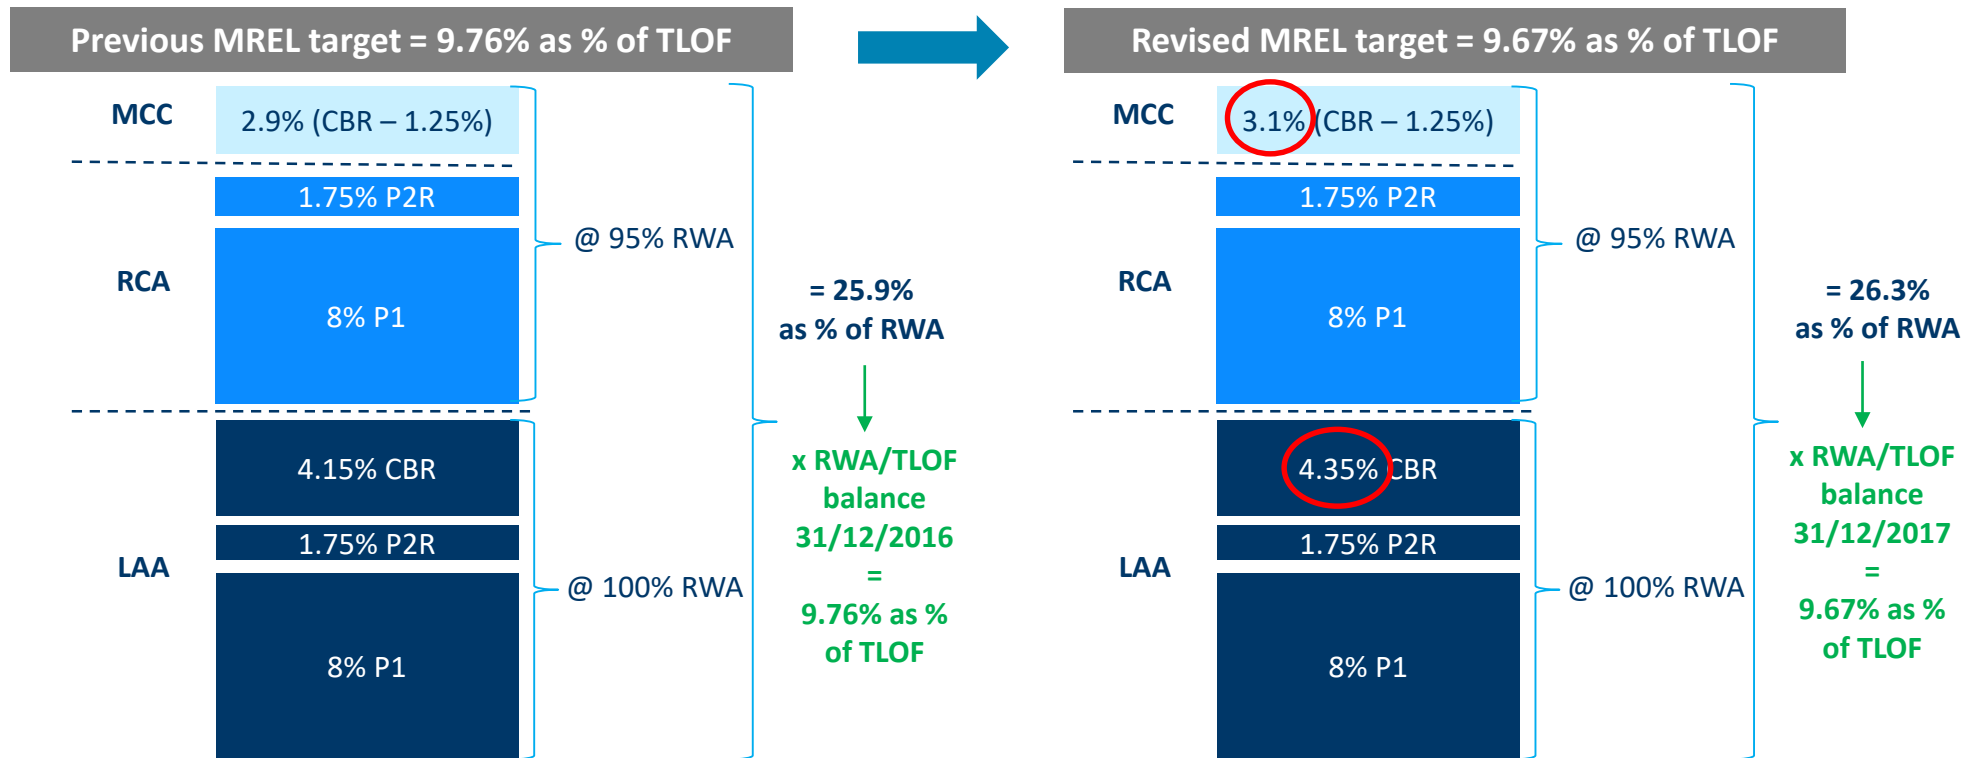 Previous MREL target = 9.76% as % of TLOF
MCC
2.9% (CBR – 1.25%)
RCA
1.75% P2R
8% P1
@ 95% RWA
LAA
4.15% CBR
1.75% P2R
8% P1
@ 100% RWA
= 25.9%
as % of RWA
x RWA/TLOF
balance
31/12/2016
=
9.76% as %
of TLOF
Revised MREL target = 9.67% as % of TLOF
MCC
3.1% (CBR – 1.25%)
RCA
1.75% P2R
8% P1
@ 95% RWA
LAA
4.35% CBR
1.75% P2R
8% P1
@ 100% RWA
= 26.3%
as % of RWA
x RWA/TLOF
balance
31/12/2017
=
9.67% as %
of TLOF